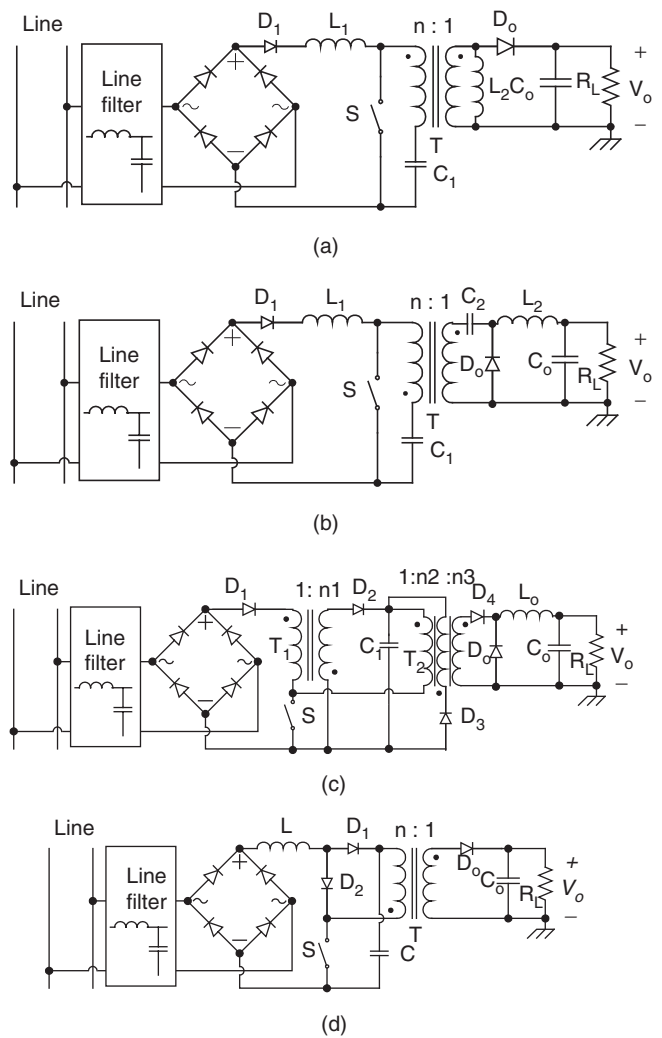 Line
Line filter
D1
L1
n : 1
Do
S
T
C1
L2Co
RL
Vo
+
−
+
−
~
~
(a)
Line
Line filter
D1
L1
n : 1
C2
L2
S
T
C1
Do
Co
RL
Vo
+
−
+
−
~
~
(b)
Line
Line filter
D1
1: n1
D2
1:n2 :n3
D4
Lo
T1
C1
T2
Do
Co
RL
Vo
S
D3
+
−
+
−
~
~
(c)
Line
Line filter
L
D1
n : 1
D2
Do
Co
RL
Vo
S
C
T
+
−
+
−
~
~
(d)